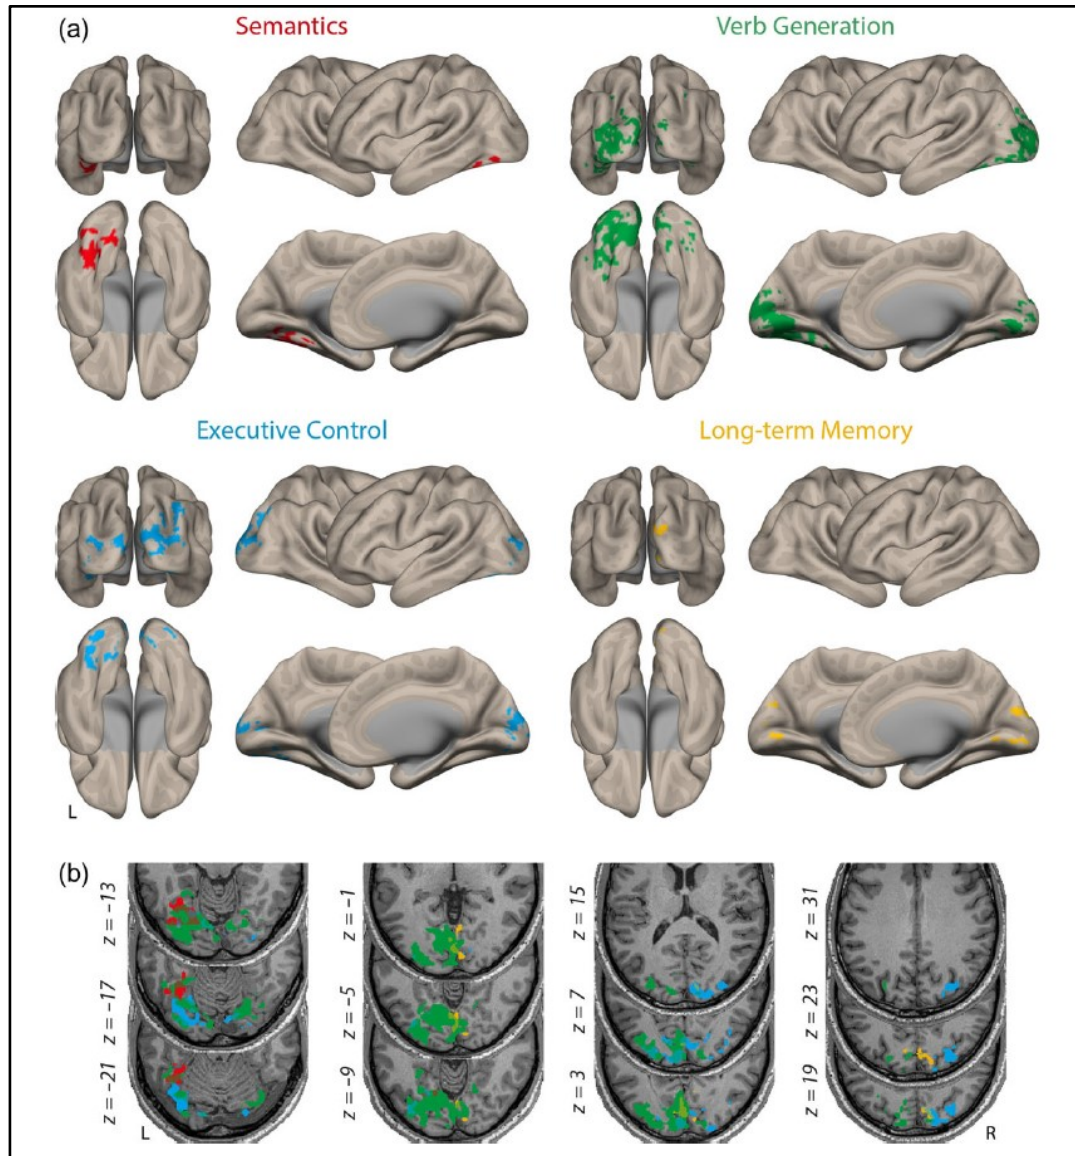 (a)
Semantics
Verb Generation
Executive Control
Long-term Memory
L
(b)
z = −13
z = −17
z = −21
z = −1
z = −5
z = −9
z = 15
z = 7
z = 3
z = 31
z = 23
z = 19
L
R